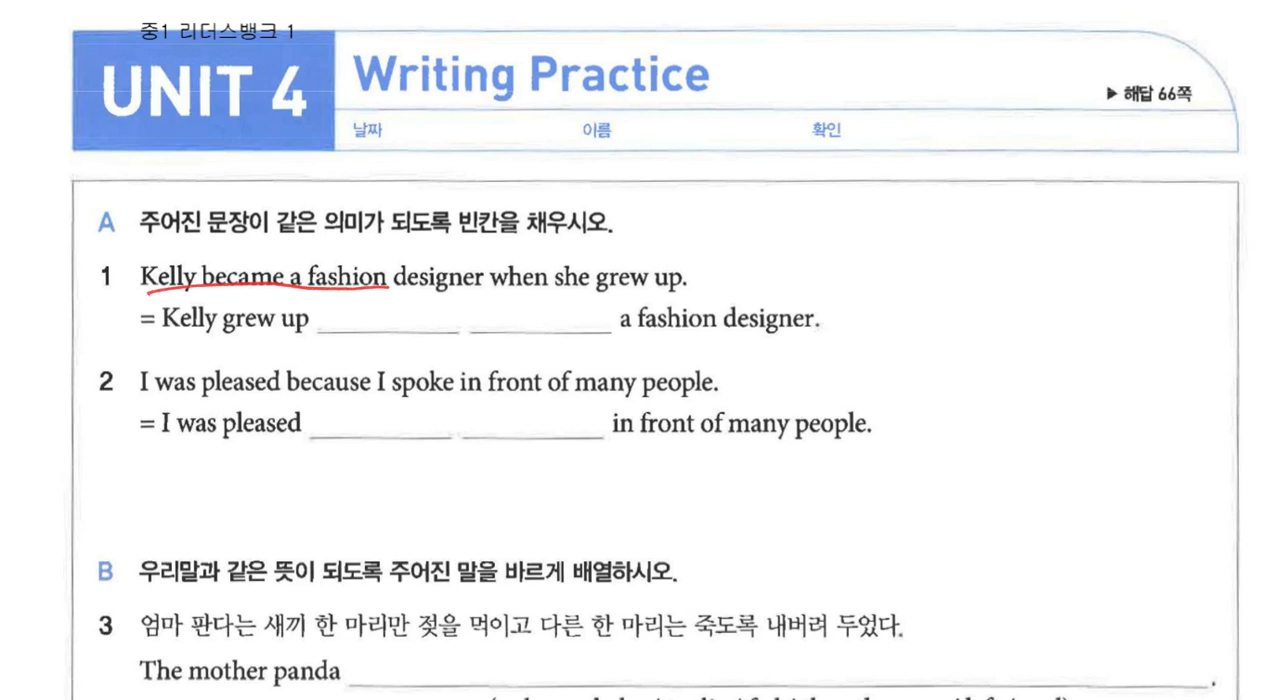 중1 리더스뱅크 1
UNIT 4
Writing Practice
▶ 해답 66쪽
날짜 이름 확인
A 주어진 문장이 같은 의미가 되도록 빈칸을 채우시오.
1 Kelly became a fashion designer when she grew up.
= Kelly grew up ________ ________ a fashion designer.
2 I was pleased because I spoke in front of many people.
= I was pleased ________ ________ in front of many people.
B 우리말과 같은 뜻이 되도록 주어진 말을 바르게 배열하시오.
3 엄마 판다는 새끼 한 마리만 젖을 먹이고 다른 한 마리는 죽도록 내버려 두었다.
The mother panda ________.